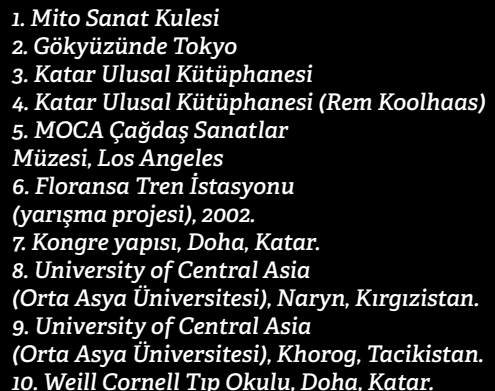 1. Mito Sanat Kulesi
2. Gökyüzünde Tokyo
3. Katar Ulusal Kütüphanesi
4. Katar Ulusal Kütüphanesi (Rem Koolhaas)
5. MOCA Çağdaş Sanatlar
Müzesi, Los Angeles
6. Floransa Tren İstasyonu
(yarışma projesi), 2002.
7. Kongre yapısı, Doha, Katar.
8. University of Central Asia
(Orta Asya Üniversitesi), Naryn, Kırgızistan.
9. University of Central Asia
(Orta Asya Üniversitesi), Khorog, Tacikistan.
10. Weill Cornell Tıp Okulu, Doha, Katar.